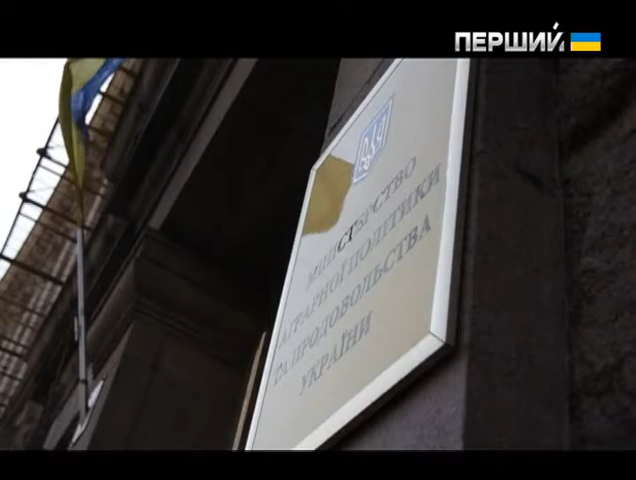 ПЕРШИЙ
МІНІСТЕРСТВО
АГРАРНОЇ ПОЛІТИКИ
ТА ПРОДОВОЛЬСТВА
УКРАЇНИ